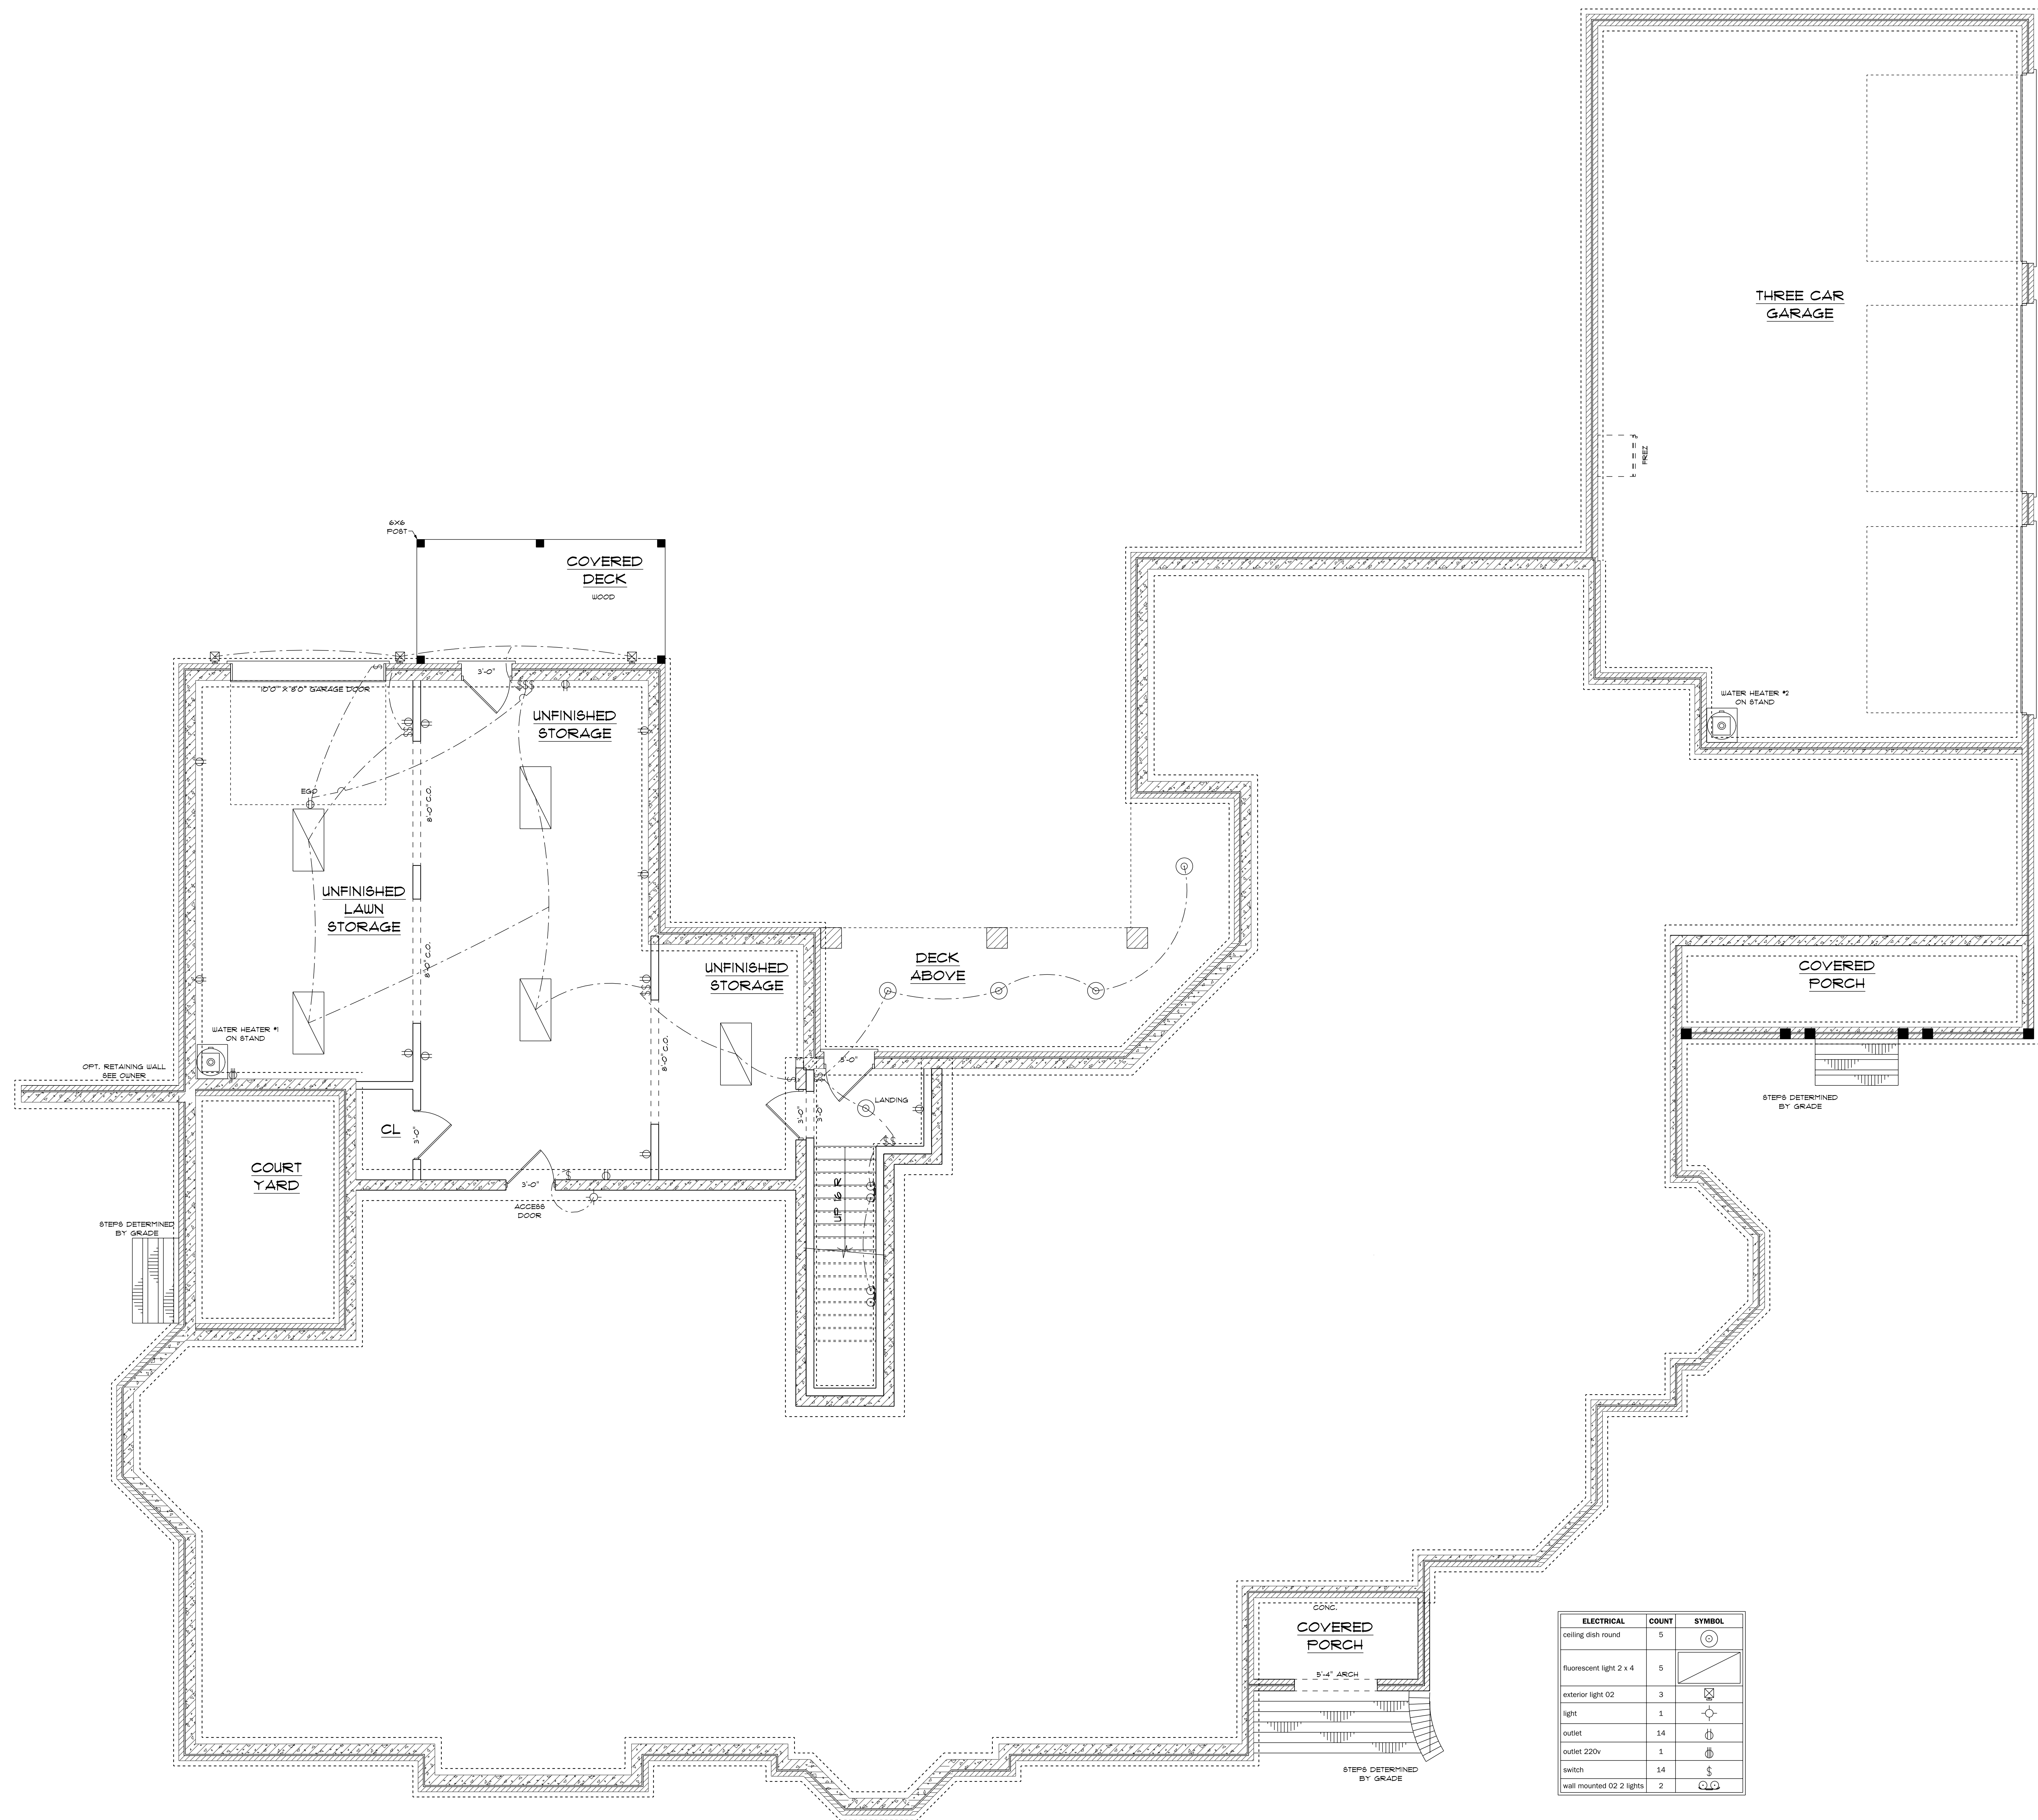 THREE CAR
GARAGE
FREZ
6X6
POST
COVERED
DECK
WOOD
3'-0"
10'0" X 8'0" GARAGE DOOR
UNFINISHED
STORAGE
WATER HEATER #2
ON STAND
EGO
8'-0" C.O.
UNFINISHED
LAWN
STORAGE
8'-0" C.O.
UNFINISHED
STORAGE
DECK
ABOVE
COVERED
PORCH
WATER HEATER #1
ON STAND
8'-0" C.O.
3'-0"
OPT. RETAINING WALL
SEE OWNER
LANDING
STEPS DETERMINED
BY GRADE
CL
3'-0"
3'-0"
3'-0"
COURT
YARD
3'-0"
ACCESS
DOOR
UP 16 R
STEPS DETERMINED
BY GRADE
CONC.
COVERED
PORCH
5'-4" ARCH
STEPS DETERMINED
BY GRADE
ELECTRICAL COUNT SYMBOL
ceiling dish round 5
fluorescent light 2 x 4 5
exterior light 02 3
light 1
outlet 14
outlet 220v 1
switch 14
wall mounted 02 2 lights 2